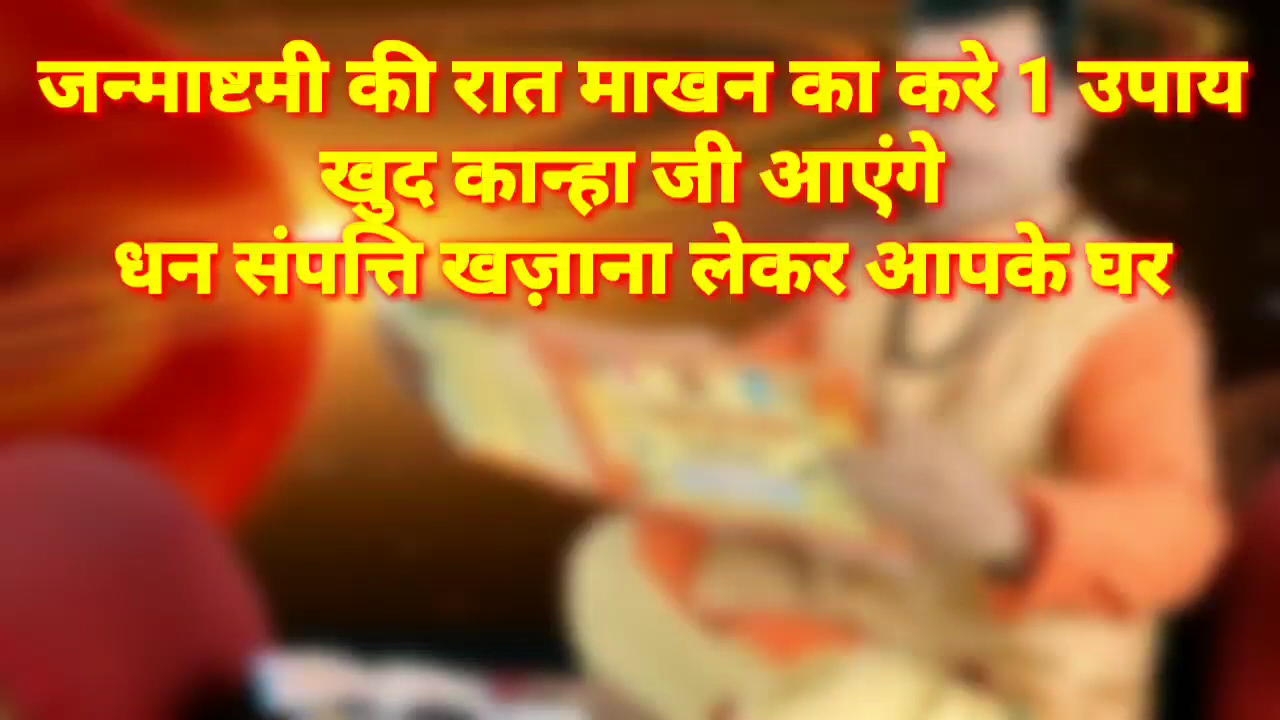 जन्माष्टमी की रात माखन का करे 1 उपाय
खुद कान्हा जी आएंगे
धन संपत्ति खज़ाना लेकर आपके घर